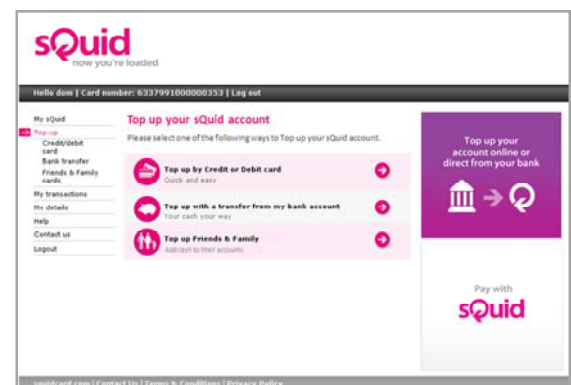 sQuid
now you're loaded
Hello dom | Card number: 6337991000000353 | Log out
My sQuid
Top-up
Credit/debit
card
Bank transfer
Friends & Family
cards
My transactions
My details
Help
Contact us
Logout
Top up your sQuid account
Please select one of the following ways to Top up your sQuid account.
Top up by Credit or Debit card
Quick and easy
Top up with a transfer from my bank account
Your cash your way
Top up Friends & Family
Add cash to their accounts
Top up your
account online or
direct from your bank
Pay with
sQuid
squidcard.com | Contact Us | Terms & Conditions | Privacy Policy